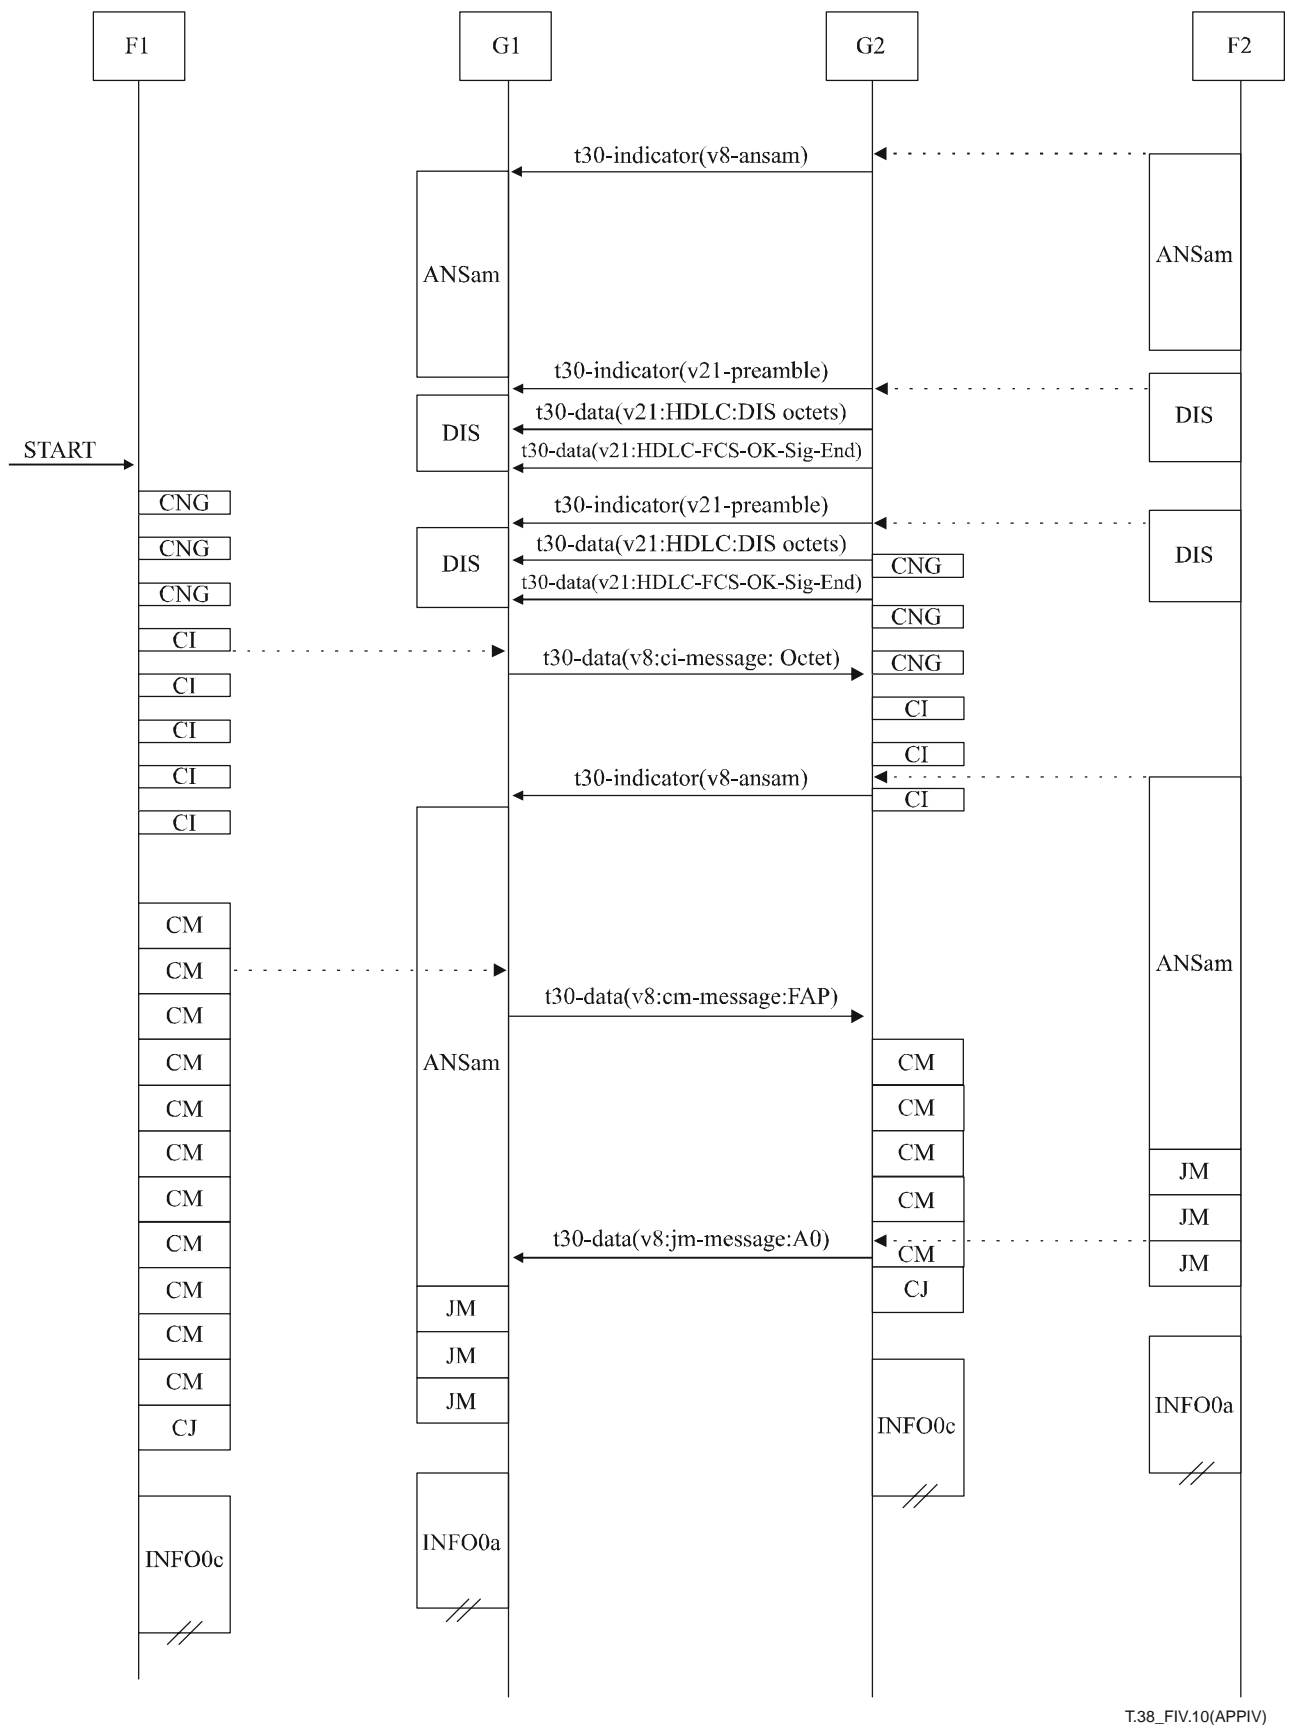 F1 G1 G2 F2
t30-indicator(v8-ansam)
ANSam
ANSam
t30-indicator(v21-preamble)
t30-data(v21:HDLC:DIS octets)
DIS
DIS
START
t30-data(v21:HDLC-FCS-OK-Sig-End)
CNG
t30-indicator(v21-preamble)
CNG
t30-data(v21:HDLC:DIS octets)
DIS
CNG
DIS
t30-data(v21:HDLC-FCS-OK-Sig-End)
CNG
CNG
CI
t30-data(v8:ci-message: Octet)
CNG
CI
CI
CI
CI
CI
t30-indicator(v8-ansam)
CI
CI
CM
CM
ANSam
t30-data(v8:cm-message:FAP)
CM
CM
ANSam
CM
CM
CM
CM
CM
CM
JM
CM
CM
JM
CM
t30-data(v8:jm-message:A0)
CM
JM
CM
CJ
JM
CM
JM
CM
JM
CJ
INFO0c
INFO0a
INFO0a
INFO0c
T.38_FIV.10(APPIV)